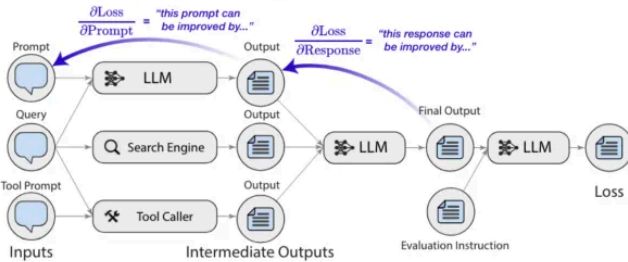 ∂Loss
∂Prompt
=
"this prompt can
be improved by..."
∂Loss
∂Response
=
"this response can
be improved by..."
Prompt
Output
LLM
Query
Output
Final Output
Search Engine
LLM
LLM
Tool Prompt
Output
Loss
Tool Caller
Inputs
Intermediate Outputs
Evaluation Instruction